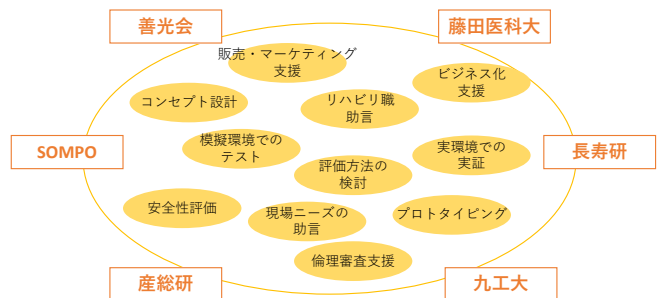 善光会
藤田医科大
販売・マーケティング
支援
ビジネス化
支援
コンセプト設計
リハビリ職
助言
模擬環境での
テスト
実環境での
実証
SOMPO
長寿研
評価方法の
検討
安全性評価
現場ニーズの
助言
プロトタイピング
倫理審査支援
産総研
九工大